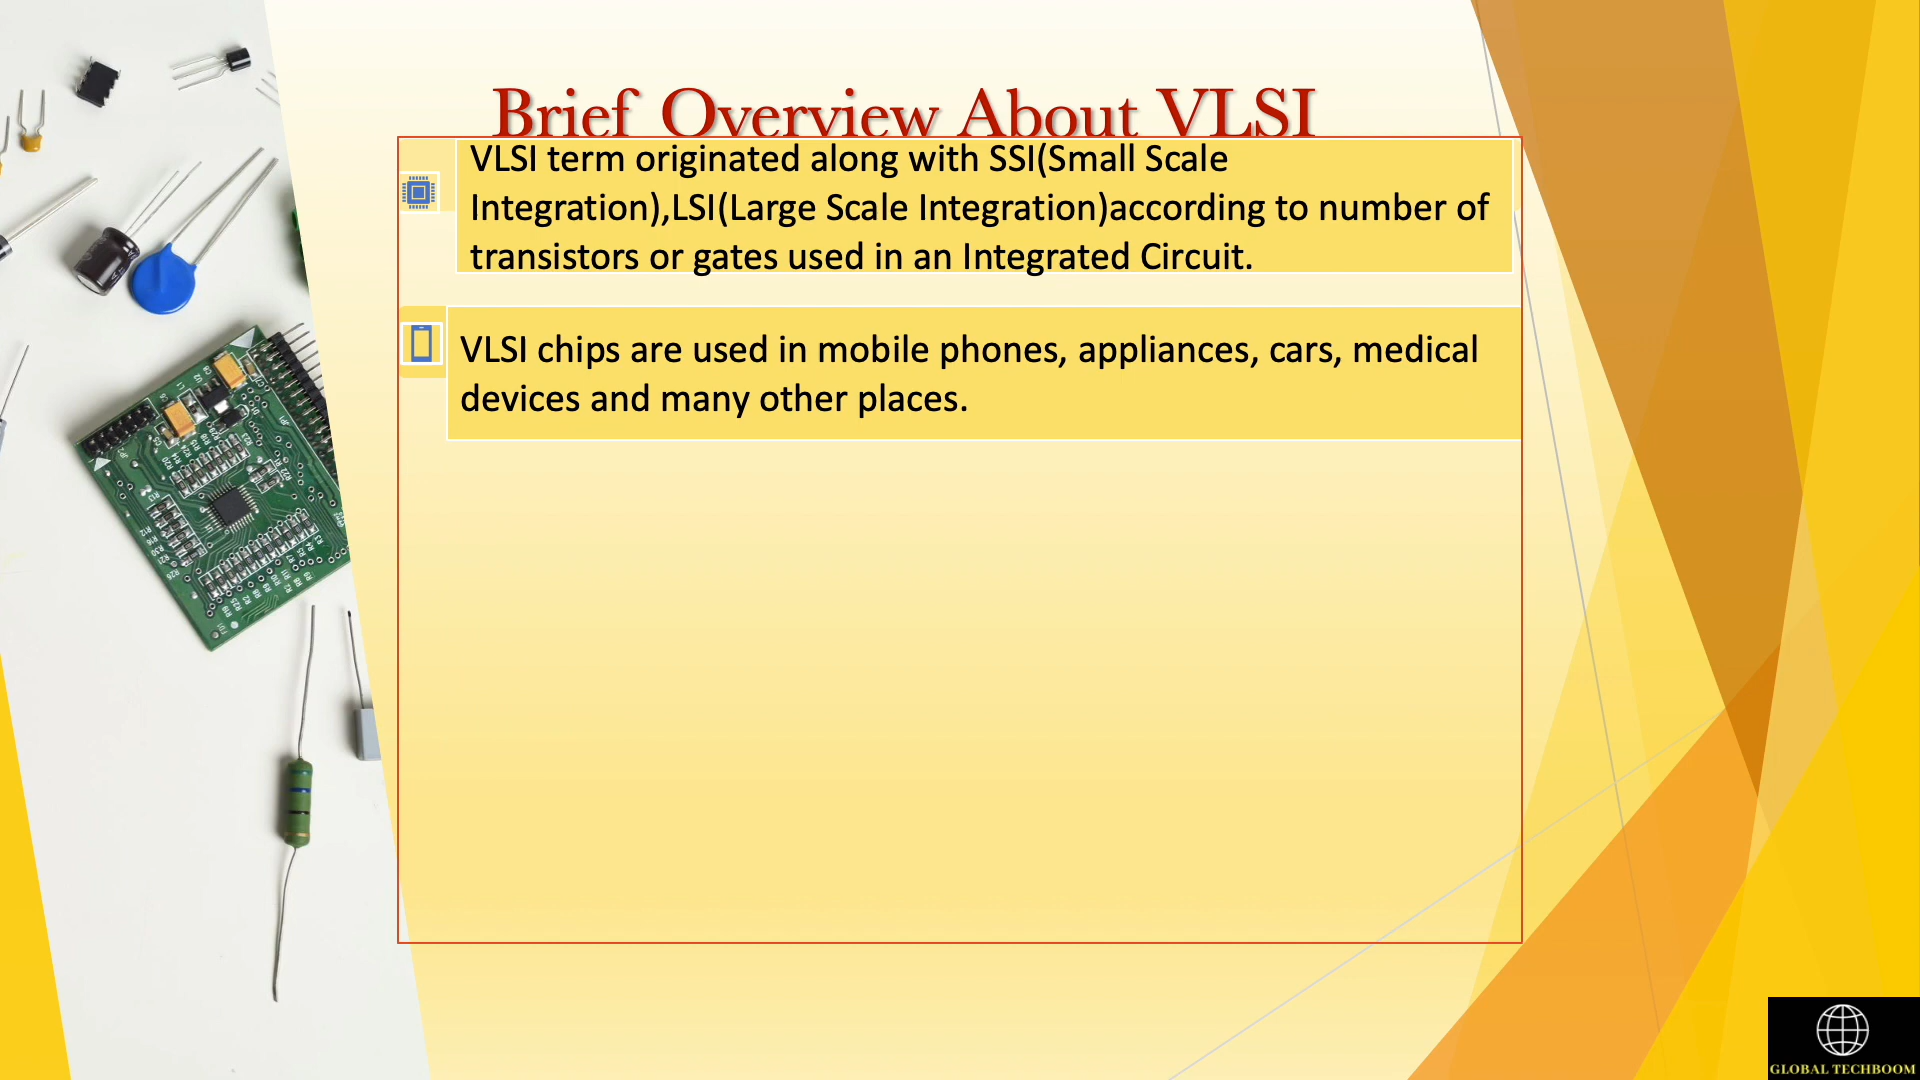 Brief Overview About VLSI
VLSI term originated along with SSI(Small Scale
Integration),LSI(Large Scale Integration)according to number of
transistors or gates used in an Integrated Circuit.
VLSI chips are used in mobile phones, appliances, cars, medical
devices and many other places.
GLOBAL TECHBOOM